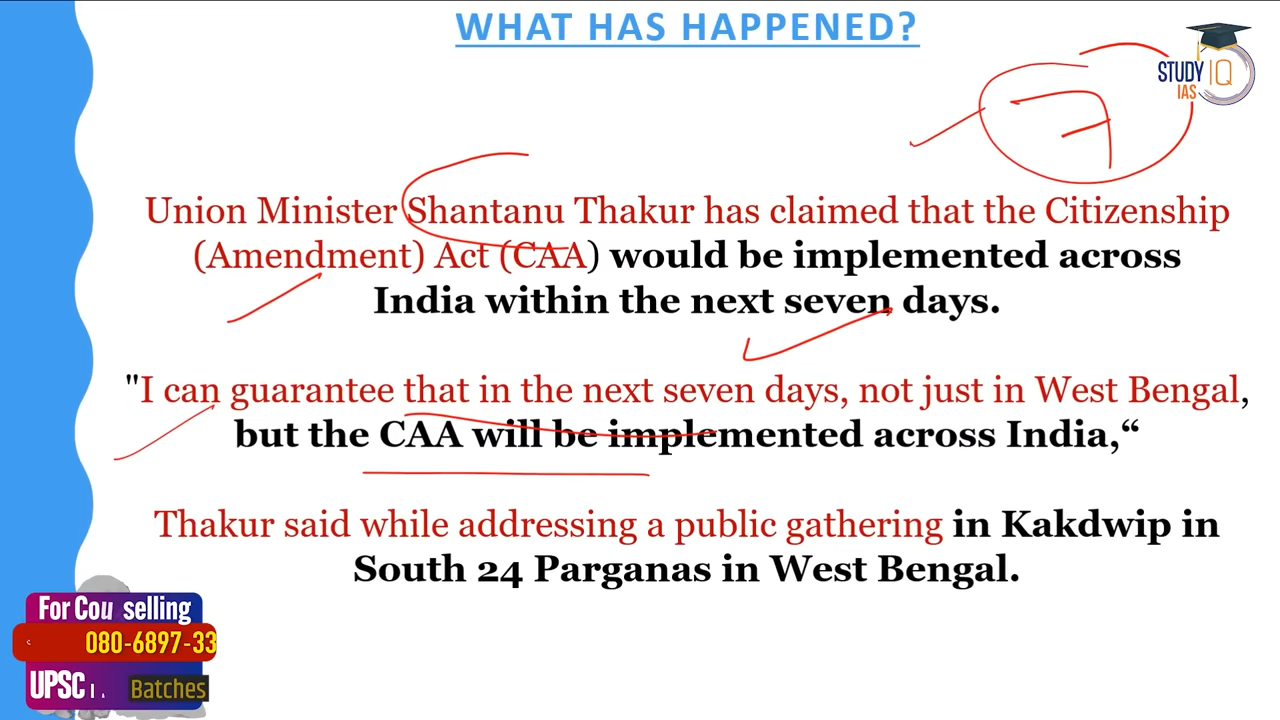 WHAT HAS HAPPENED?
STUDY IQ
IAS
7
Union Minister Shantanu Thakur has claimed that the Citizenship
(Amendment) Act (CAA) would be implemented across
India within the next seven days.
"I can guarantee that in the next seven days, not just in West Bengal,
but the CAA will be implemented across India,“
Thakur said while addressing a public gathering in Kakdwip in
South 24 Parganas in West Bengal.
For Cou selling
080-6897-33
UPSC
Batches